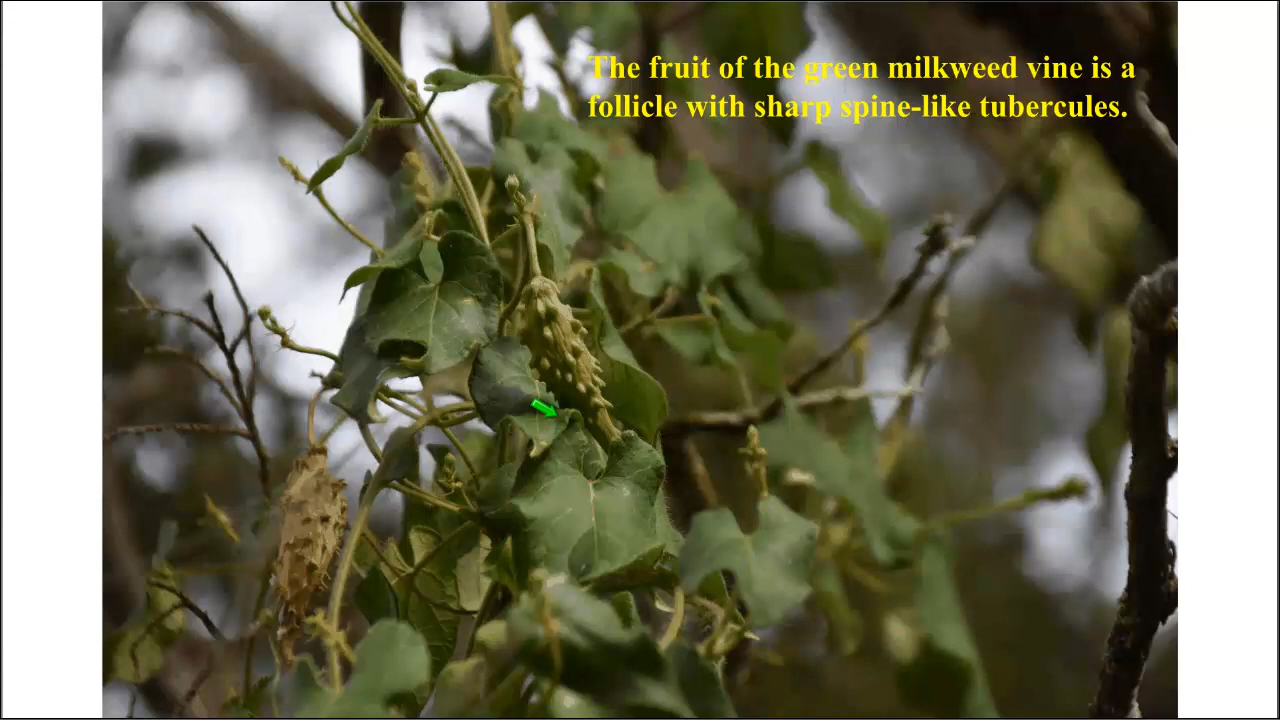 The fruit of the green milkweed vine is a
follicle with sharp spine-like tubercules.